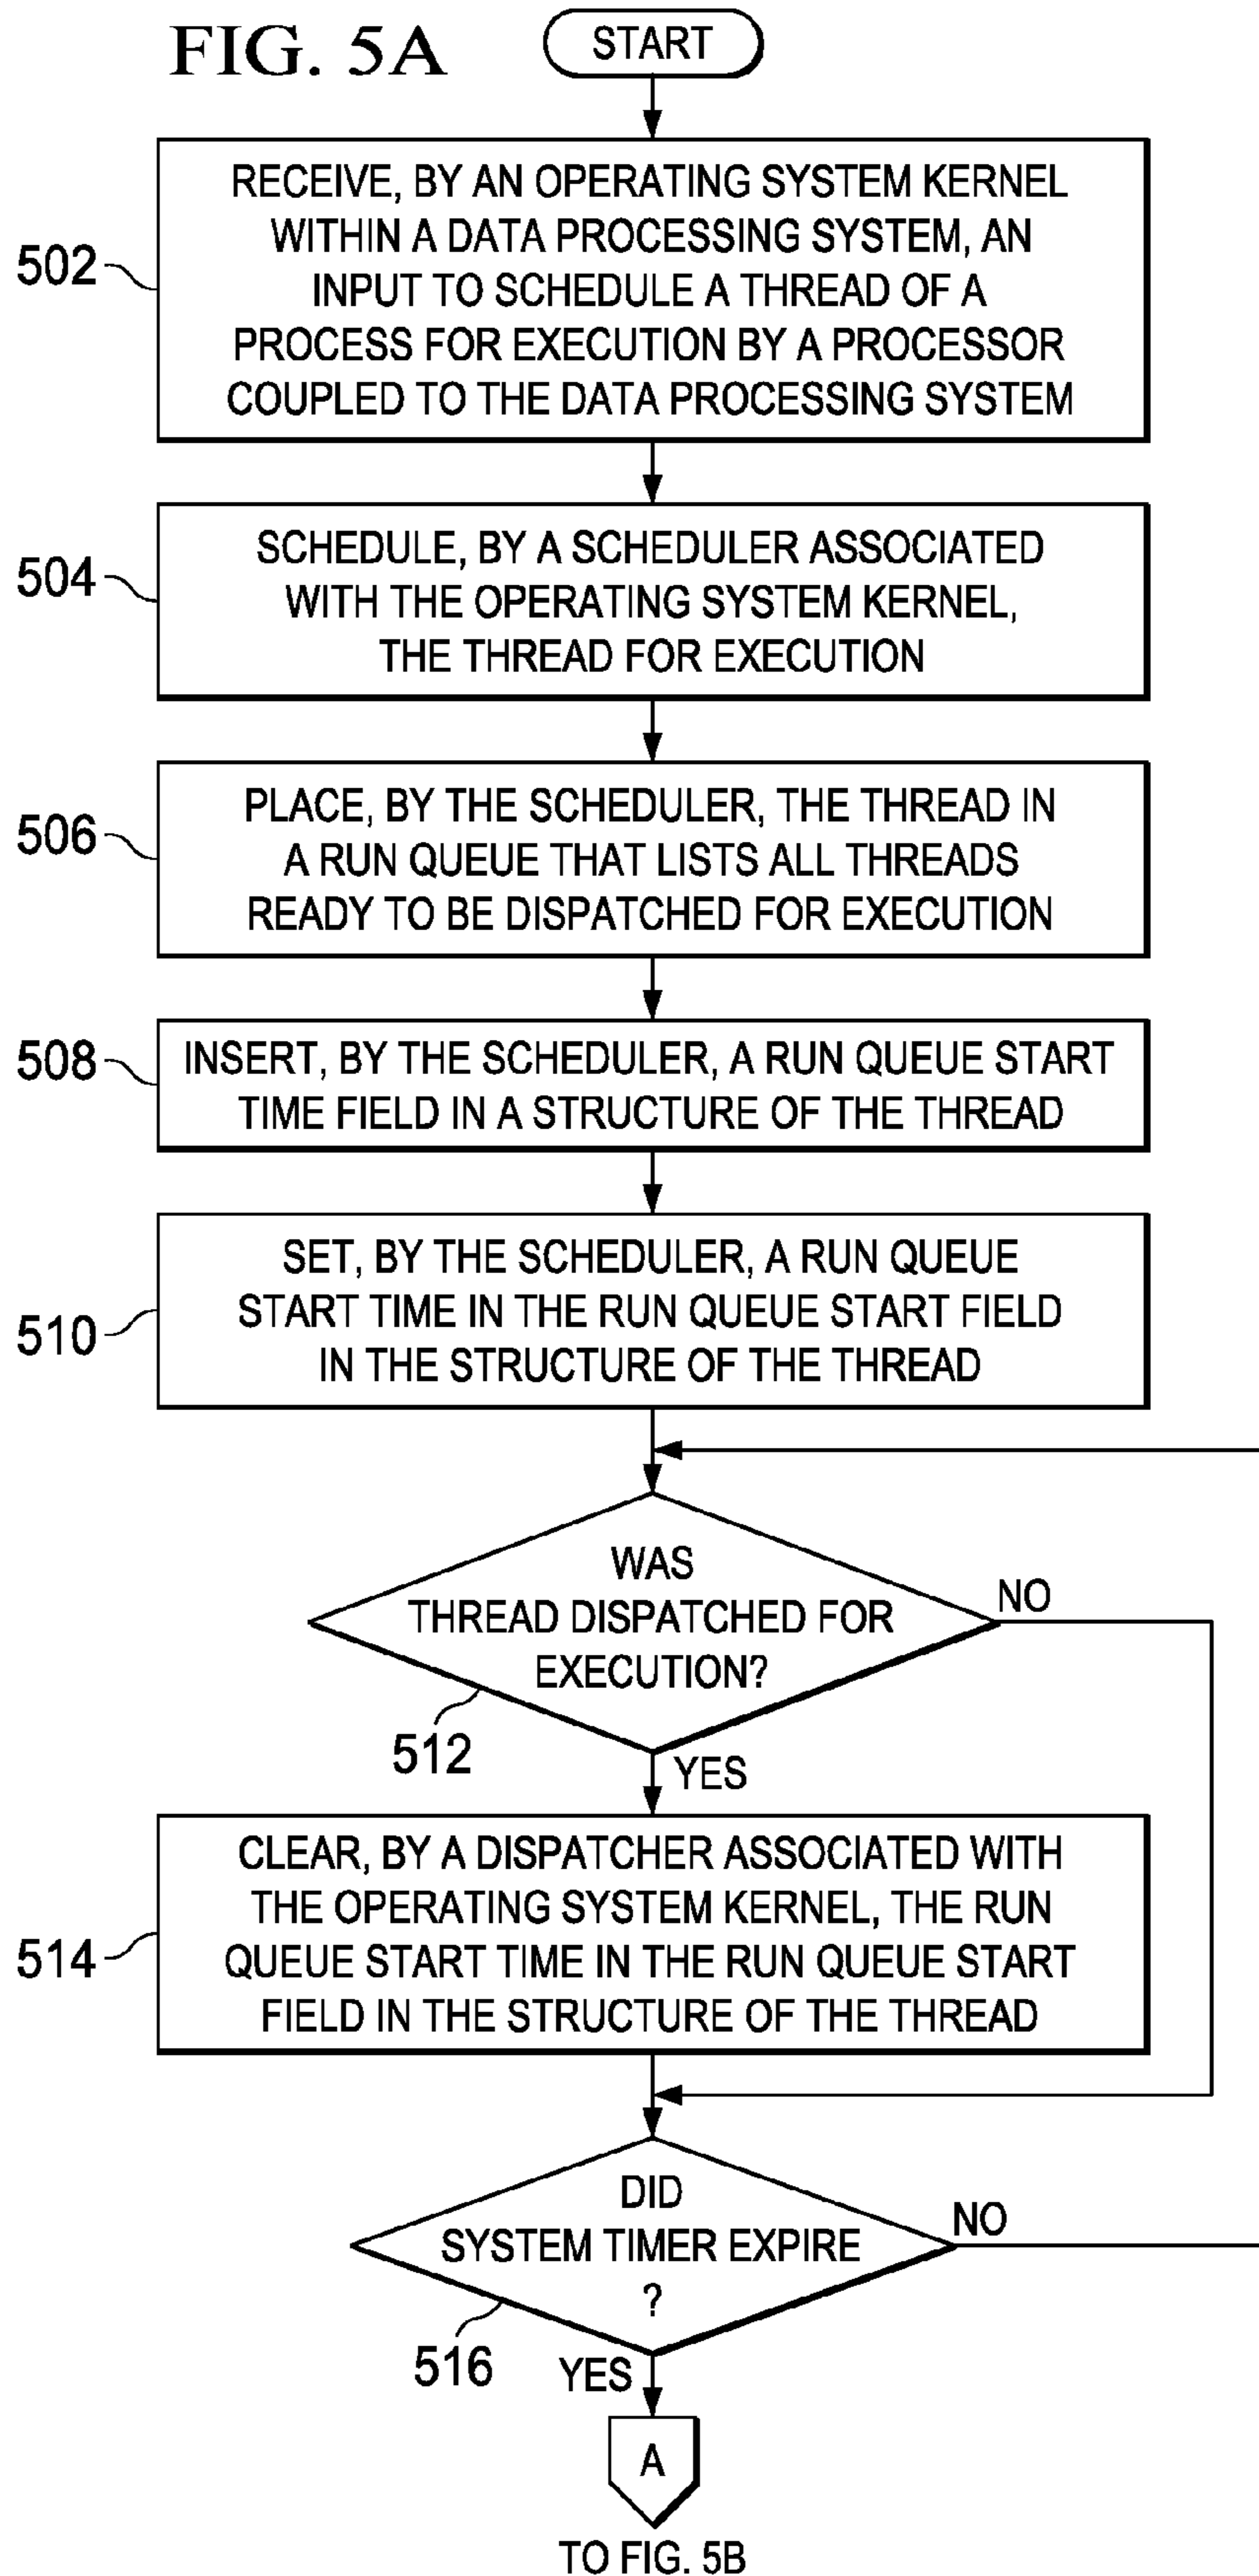 FIG. 5A
START
502
RECEIVE, BY AN OPERATING SYSTEM KERNEL
WITHIN A DATA PROCESSING SYSTEM, AN
INPUT TO SCHEDULE A THREAD OF A
PROCESS FOR EXECUTION BY A PROCESSOR
COUPLED TO THE DATA PROCESSING SYSTEM
504
SCHEDULE, BY A SCHEDULER ASSOCIATED
WITH THE OPERATING SYSTEM KERNEL,
THE THREAD FOR EXECUTION
506
PLACE, BY THE SCHEDULER, THE THREAD IN
A RUN QUEUE THAT LISTS ALL THREADS
READY TO BE DISPATCHED FOR EXECUTION
508
INSERT, BY THE SCHEDULER, A RUN QUEUE START
TIME FIELD IN A STRUCTURE OF THE THREAD
510
SET, BY THE SCHEDULER, A RUN QUEUE
START TIME IN THE RUN QUEUE START FIELD
IN THE STRUCTURE OF THE THREAD
WAS
THREAD DISPATCHED FOR
EXECUTION?
NO
512
YES
514
CLEAR, BY A DISPATCHER ASSOCIATED WITH
THE OPERATING SYSTEM KERNEL, THE RUN
QUEUE START TIME IN THE RUN QUEUE START
FIELD IN THE STRUCTURE OF THE THREAD
DID
SYSTEM TIMER EXPIRE
?
NO
516
YES
A
TO FIG. 5B